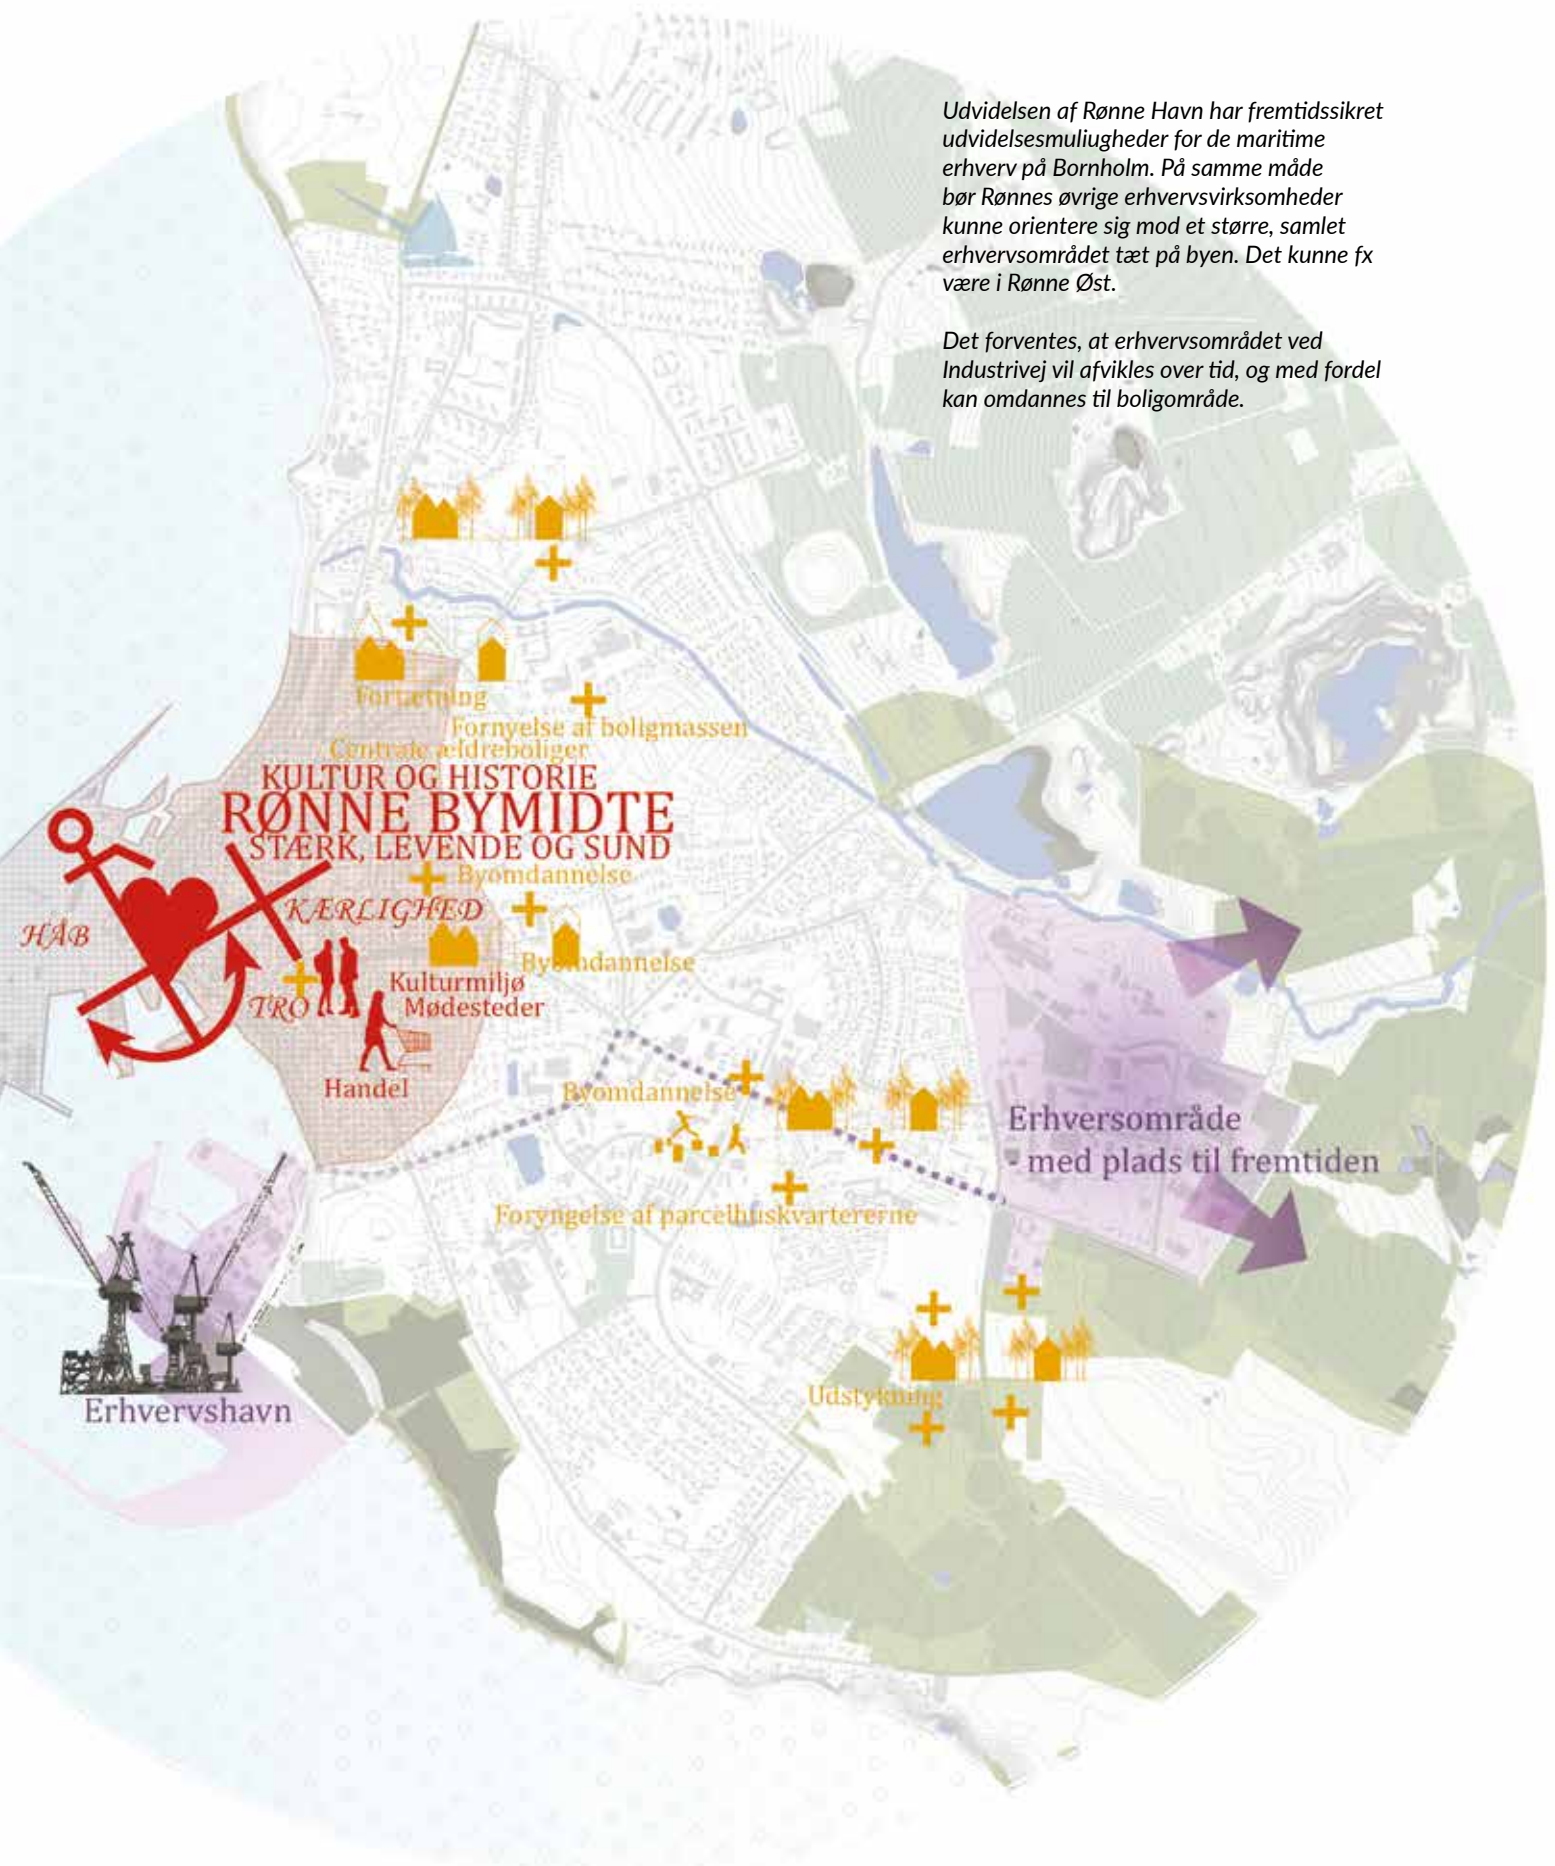 Udvidelsen af Rønne Havn har fremtidssikret
udvidelsesmuliugheder for de maritime
erhverv på Bornholm. På samme måde
bør Rønnes øvrige erhvervsvirksomheder
kunne orientere sig mod et større, samlet
erhvervsområdet tæt på byen. Det kunne fx
være i Rønne Øst.
Det forventes, at erhvervsområdet ved
Industrivej vil afvikles over tid, og med fordel
kan omdannes til boligområde.
Fortætning
Fornyelse af boligmassen
Centrale ældreboliger
KULTUR OG HISTORIE
RØNNE BYMIDTE
STÆRK, LEVENDE OG SUND
Byomdannelse
KÆRLIGHED
HÅB
Byomdannelse
Kulturmiljø
TRO
Mødesteder
Handel
Byomdannelse
Erhversområde
- med plads til fremtiden
Foryngelse af parcelhuskvartererne
Udstykning
Erhvervshavn